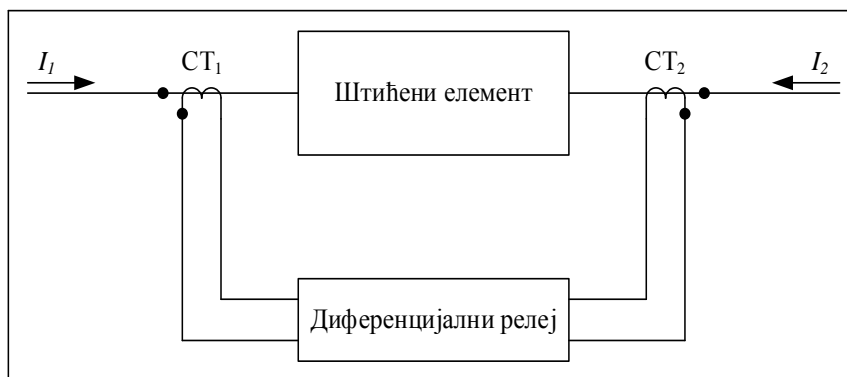 I₁
CT₁
Штићени елемент
CT₂
I₂
Диференцијални релеј